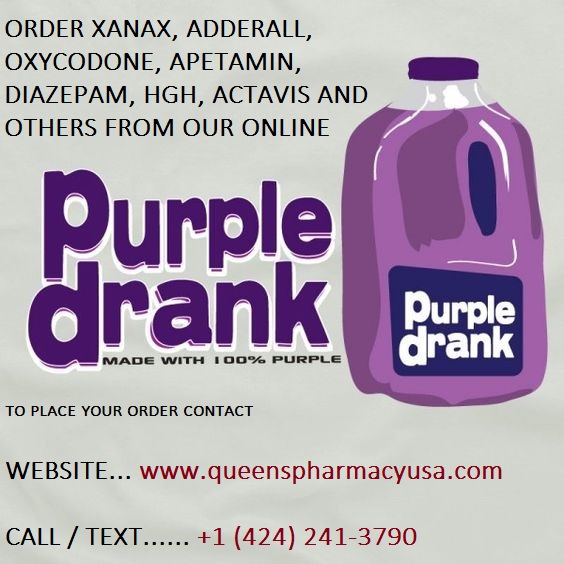 ORDER XANAX, ADDERALL,
OXYCODONE, APETAMIN,
DIAZEPAM, HGH, ACTAVIS AND
OTHERS FROM OUR ONLINE
purple
drank
MADE WITH 100% PURPLE
purple
drank
TO PLACE YOUR ORDER CONTACT
WEBSITE... www.queenspharmacyusa.com
CALL / TEXT...... +1 (424) 241-3790